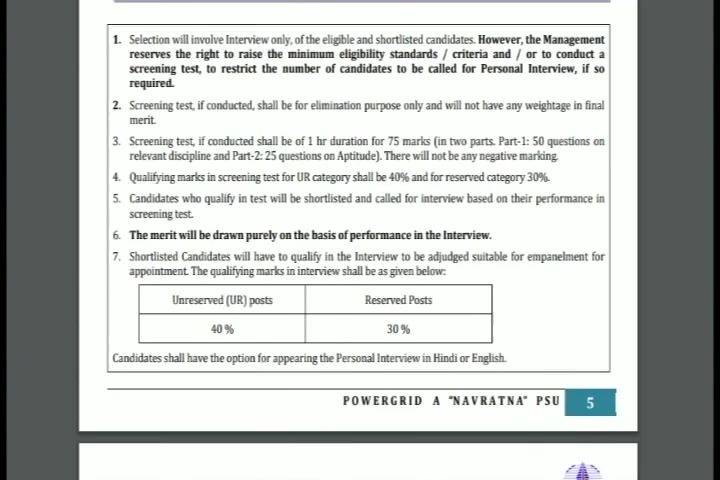 1. Selection will involve Interview only, of the eligible and shortlisted candidates. However, the Management
reserves the right to raise the minimum eligibility standards / criteria and / or to conduct a
screening test, to restrict the number of candidates to be called for Personal Interview, if so
required.
2. Screening test, if conducted, shall be for elimination purpose only and will not have any weightage in final
merit.
3. Screening test, if conducted shall be of 1 hr duration for 75 marks (in two parts. Part-1: 50 questions on
relevant discipline and Part-2: 25 questions on Aptitude). There will not be any negative marking.
4. Qualifying marks in screening test for UR category shall be 40% and for reserved category 30%.
5. Candidates who qualify in test will be shortlisted and called for interview based on their performance in
screening test.
6. The merit will be drawn purely on the basis of performance in the Interview.
7. Shortlisted Candidates will have to qualify in the Interview to be adjudged suitable for empanelment for
appointment. The qualifying marks in interview shall be as given below:
Unreserved (UR) posts Reserved Posts
40 % 30 %
Candidates shall have the option for appearing the Personal Interview in Hindi or English.
POWERGRID A "NAVRATNA" PSU 5